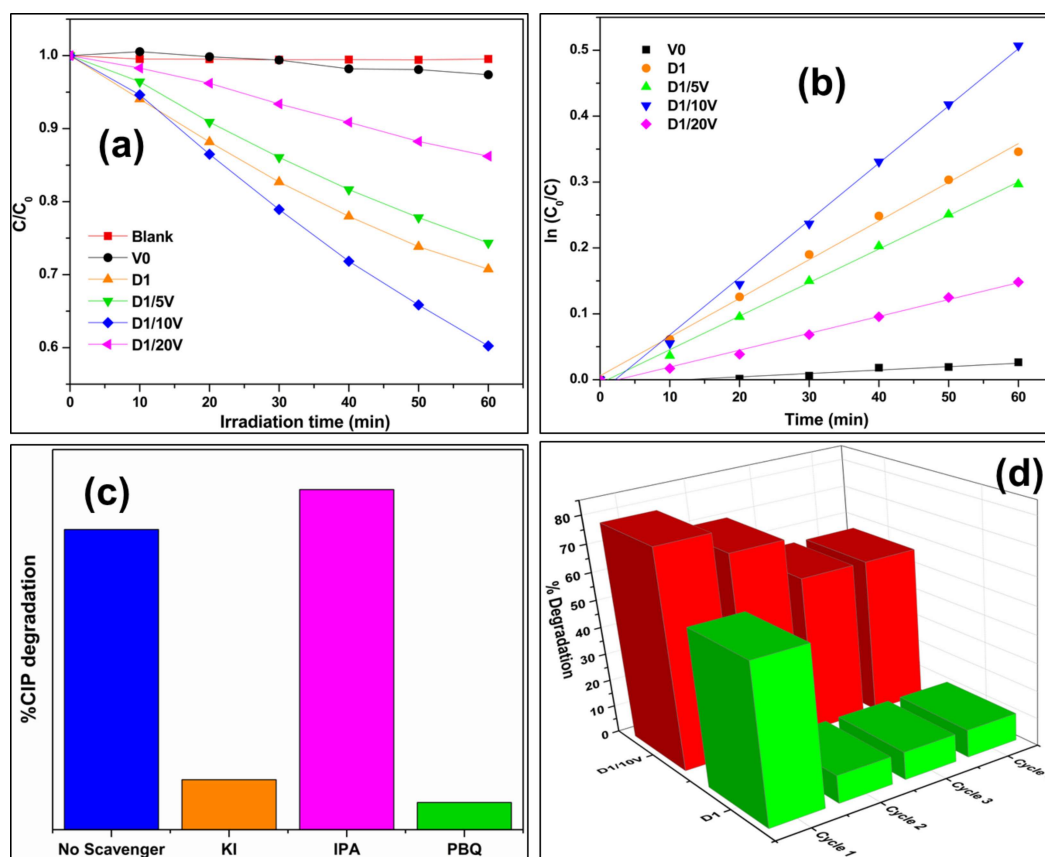 (a)
C/C0
1.0
0.9
0.8
0.7
0.6
Blank
V0
D1
D1/5V
D1/10V
D1/20V
0 10 20 30 40 50 60
Irradiation time (min)
(b)
ln (C0/C)
0.5
0.4
0.3
0.2
0.1
0.0
V0
D1
D1/5V
D1/10V
D1/20V
0 10 20 30 40 50 60
Time (min)
(c)
%CIP degradation
No Scavenger KI IPA PBQ
(d)
% Degradation
80
70
60
50
40
30
20
10
0
D1/10V
D1
Cycle 1
Cycle 2
Cycle 3
Cycle